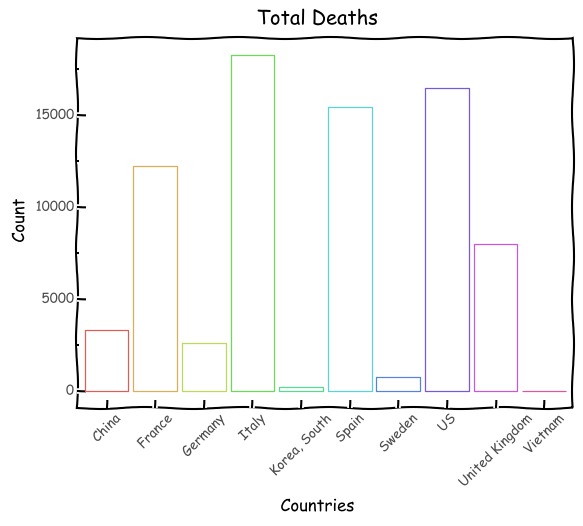 Total Deaths
Count
15000
10000
5000
0
China
France
Germany
Italy
Korea, South
Spain
Sweden
US
United Kingdom
Vietnam
Countries